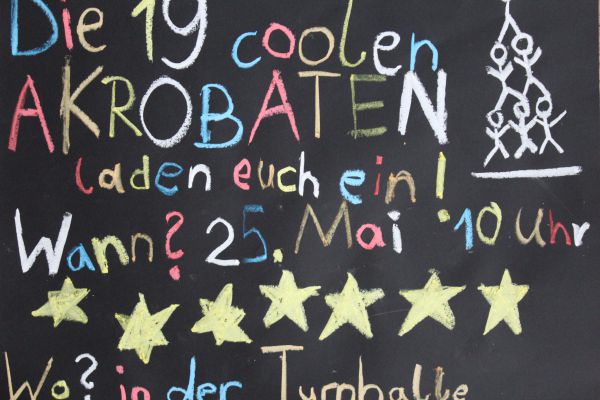 Die 19 coolen
AKROBATEN
laden euch ein!
Wann? 25. Mai 10 Uhr
Wo? in der Turnhalle